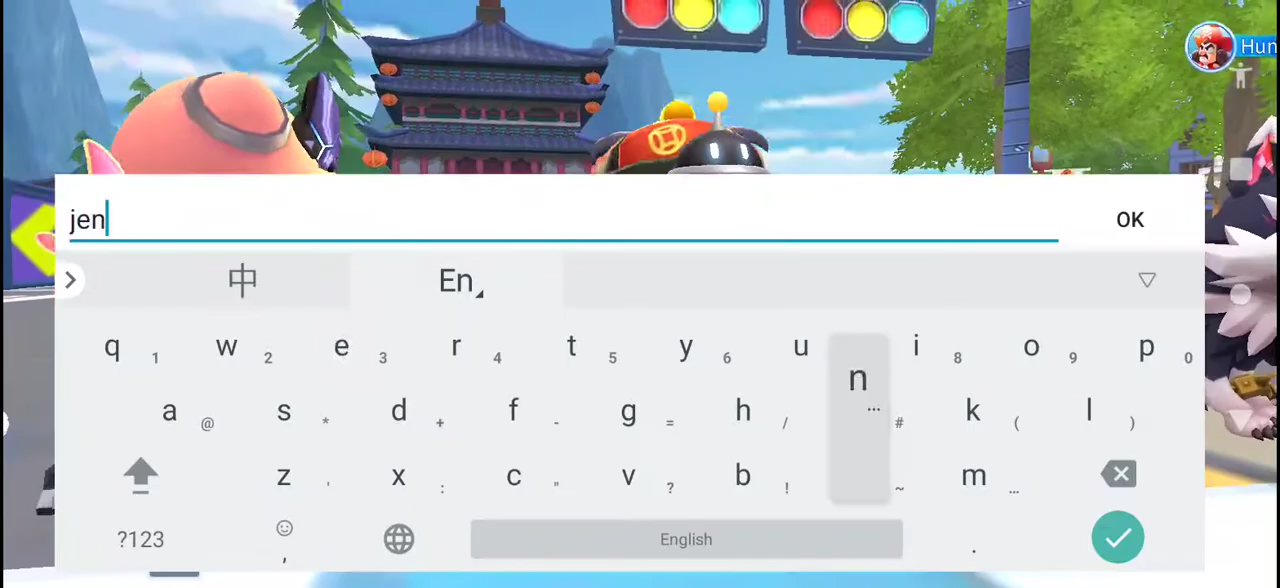 Hun
jen
OK
中 En
q 1 w 2 e 3 r 4 t 5 y 6 u i 8 o 9 p 0
n ...
a @ s * d + f - g = h / # k ( l )
z ' x : c " v ? b ! ~ m ...
?123 , English .